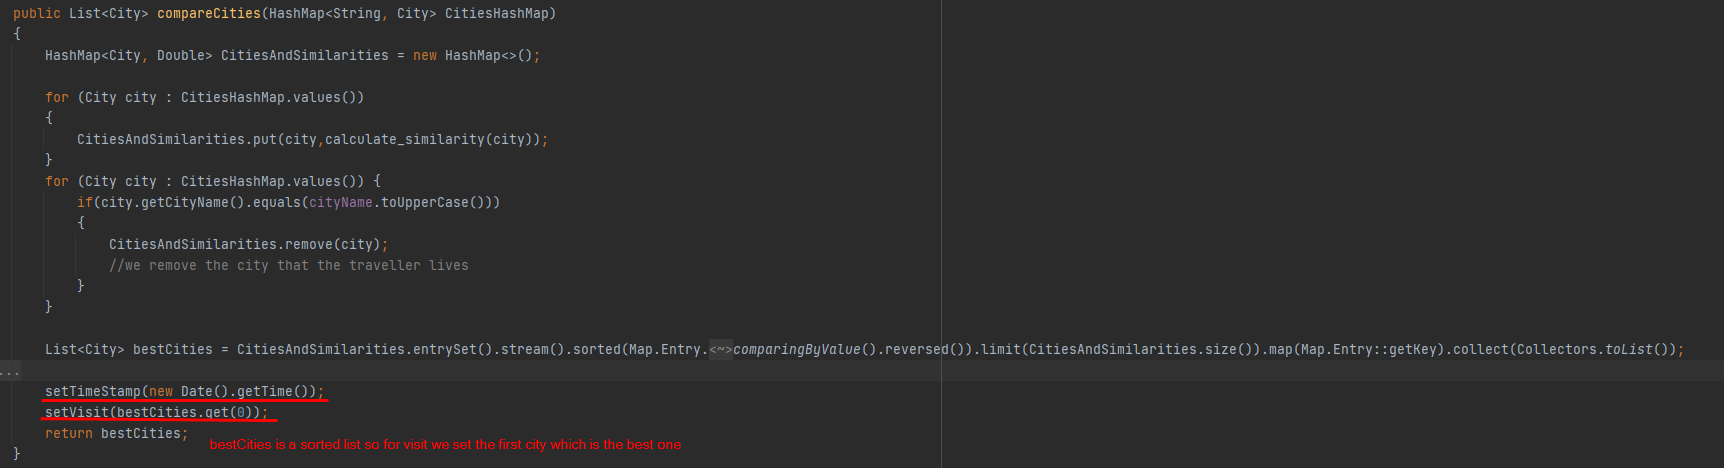 public List<City> compareCities(HashMap<String, City> CitiesHashMap)
{
HashMap<City, Double> CitiesAndSimilarities = new HashMap<>();
for (City city : CitiesHashMap.values())
{
CitiesAndSimilarities.put(city,calculate_similarity(city));
}
for (City city : CitiesHashMap.values()) {
if(city.getCityName().equals(cityName.toUpperCase()))
{
CitiesAndSimilarities.remove(city);
//we remove the city that the traveller lives
}
}
List<City> bestCities = CitiesAndSimilarities.entrySet().stream().sorted(Map.Entry.<~>comparingByValue().reversed()).limit(CitiesAndSimilarities.size()).map(Map.Entry::getKey).collect(Collectors.toList());
...
setTimeStamp(new Date().getTime());
setVisit(bestCities.get(0));
return bestCities;
bestCities is a sorted list so for visit we set the first city which is the best one
}